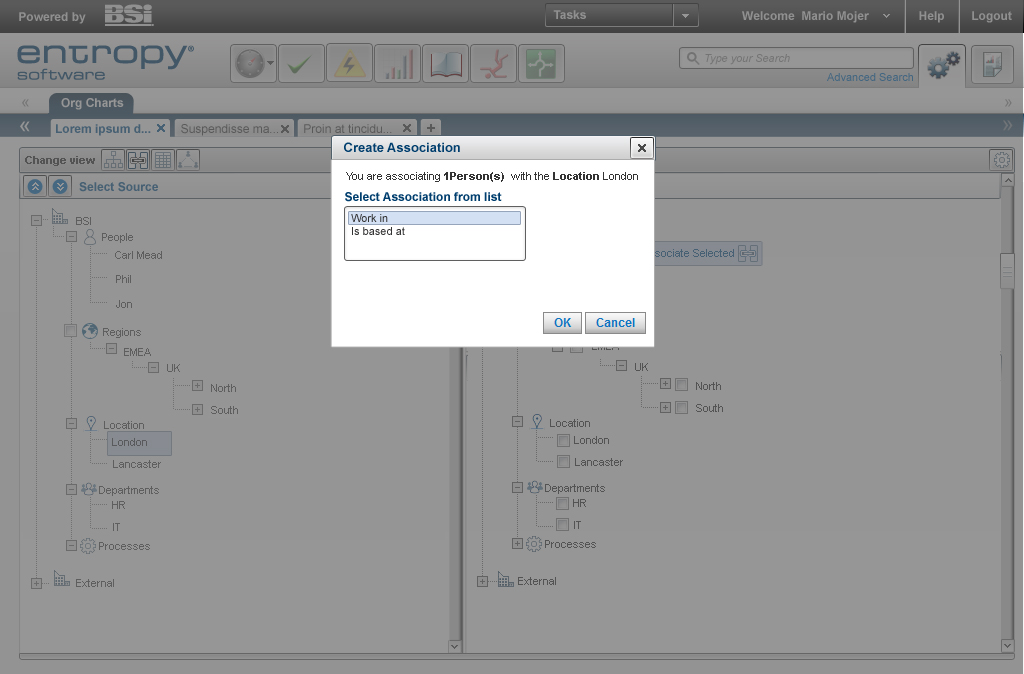 Powered by BSi
Tasks
Welcome Mario Mojer
Help
Logout
entropy®
software
Type your Search
Advanced Search
Org Charts
Lorem ipsum d...
Suspendisse ma...
Proin at tincidu...
Change view
Select Source
BSI
People
Carl Mead
Phil
Jon
Regions
EMEA
UK
North
South
Location
London
Lancaster
Departments
HR
IT
Processes
External
Create Association
You are associating 1Person(s) with the Location London
Select Association from list
Work in
Is based at
OK
Cancel
sociate Selected
EMEA
UK
North
South
Location
London
Lancaster
Departments
HR
IT
Processes
External